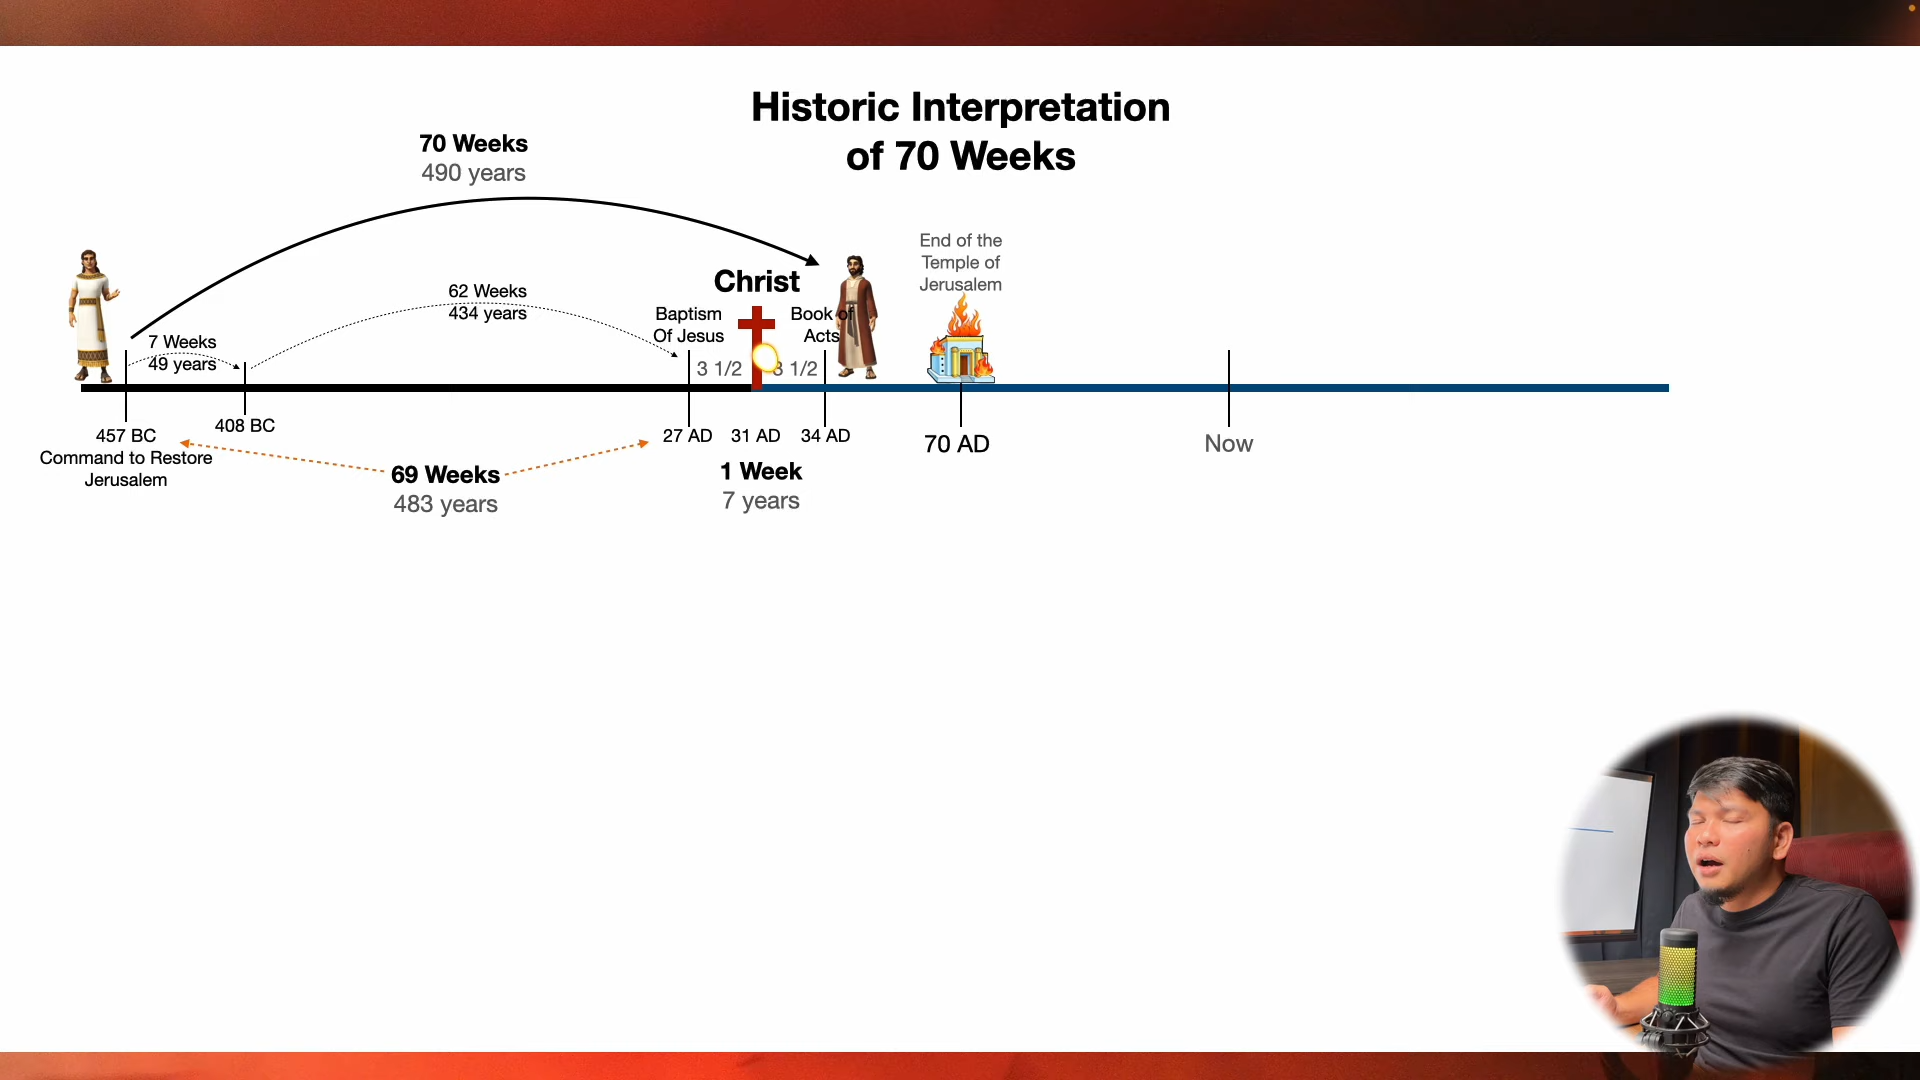 Historic Interpretation
of 70 Weeks
70 Weeks
490 years
End of the
Temple of
Jerusalem
Christ
62 Weeks
434 years
Baptism
Of Jesus
Book of
Acts
7 Weeks
49 years
3 1/2
3 1/2
457 BC
Command to Restore
Jerusalem
408 BC
27 AD
31 AD
34 AD
70 AD
Now
69 Weeks
483 years
1 Week
7 years